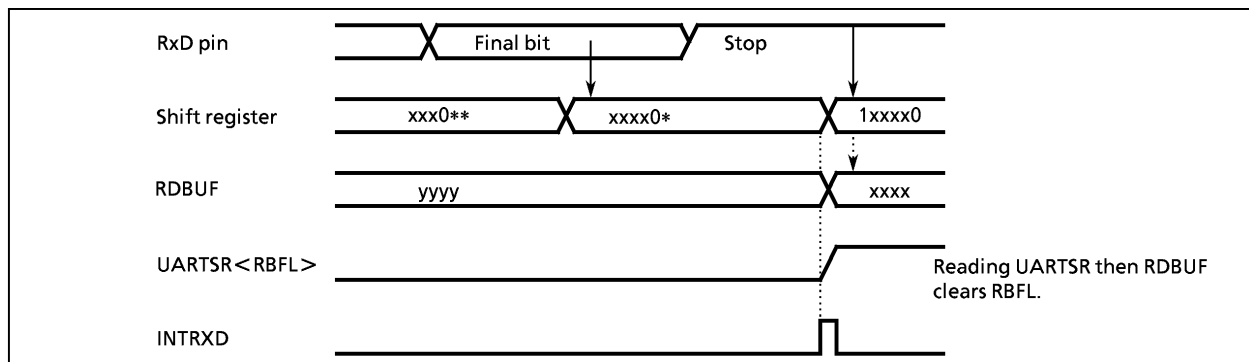 RxD pin Final bit Stop
Shift register xxx0** xxxx0* 1xxxx0
RDBUF yyyy xxxx
UARTSR<RBFL> Reading UARTSR then RDBUF
clears RBFL.
INTRXD